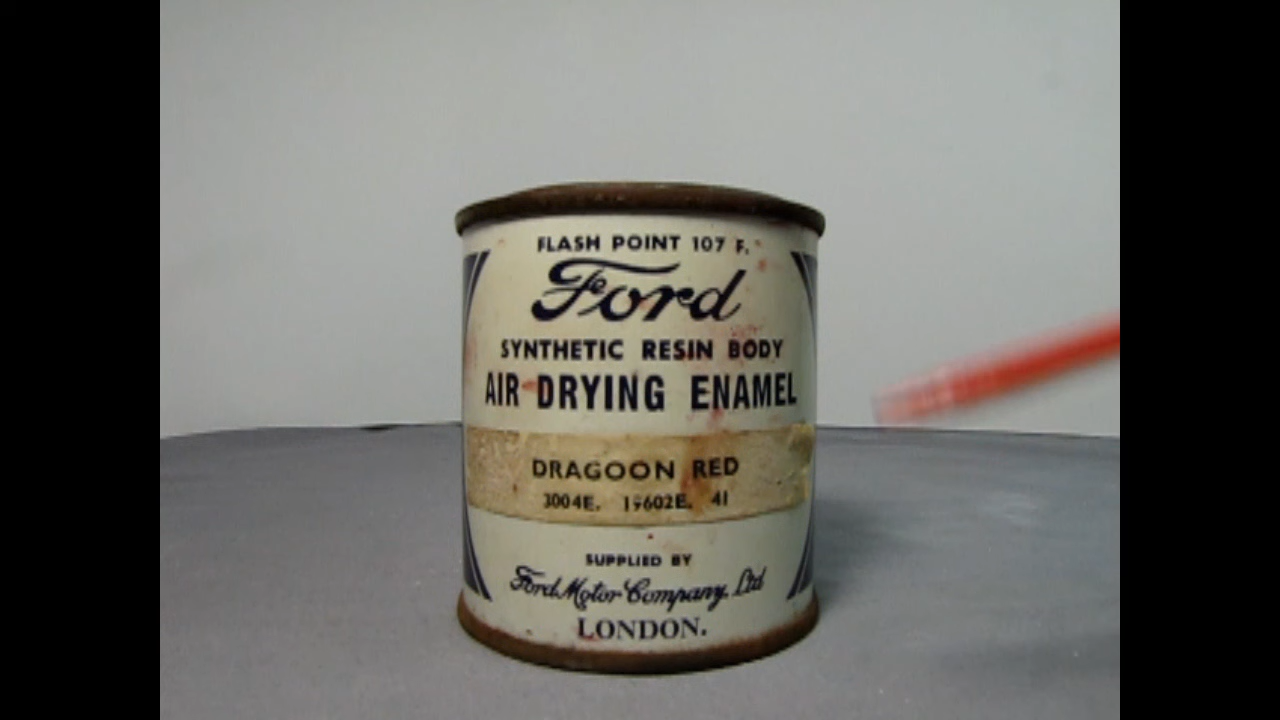 FLASH POINT 107 F.
Ford
SYNTHETIC RESIN BODY
AIR DRYING ENAMEL
DRAGOON RED
3004E. 19602E. 41
SUPPLIED BY
Ford Motor Company, Ltd
LONDON.